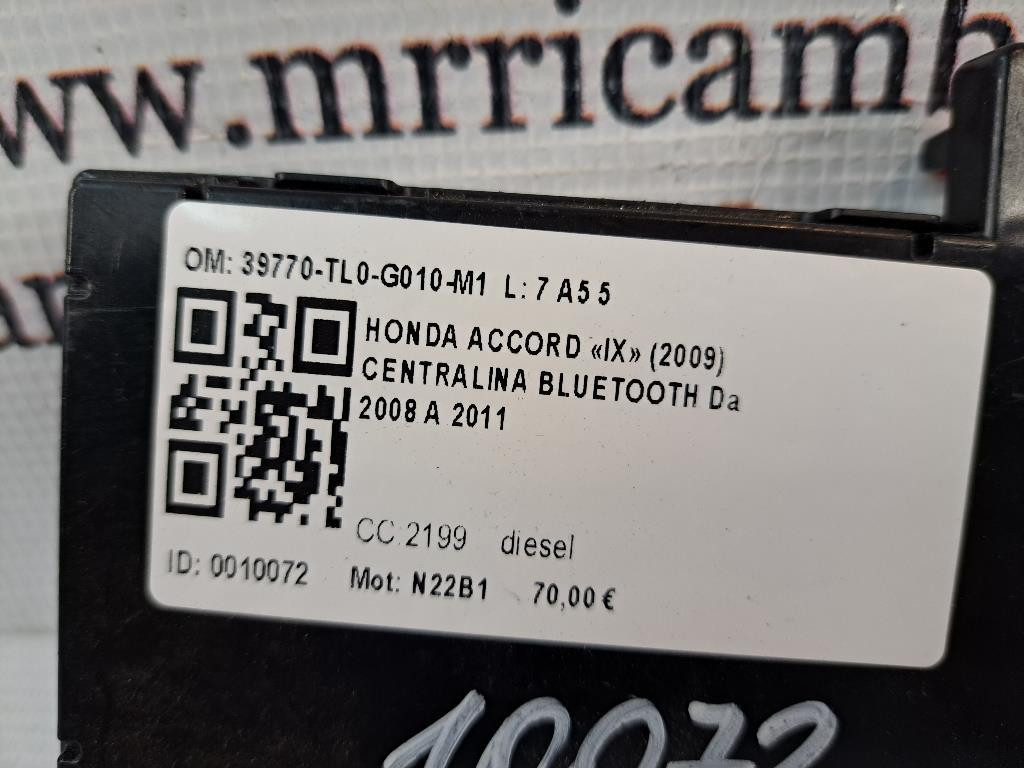 www.mrricamb
OM: 39770-TL0-G010-M1 L: 7 A5 5
HONDA ACCORD «IX» (2009)
CENTRALINA BLUETOOTH Da
2008 A 2011
CC:2199 diesel
ID: 0010072 Mot: N22B1 70,00 €
10072